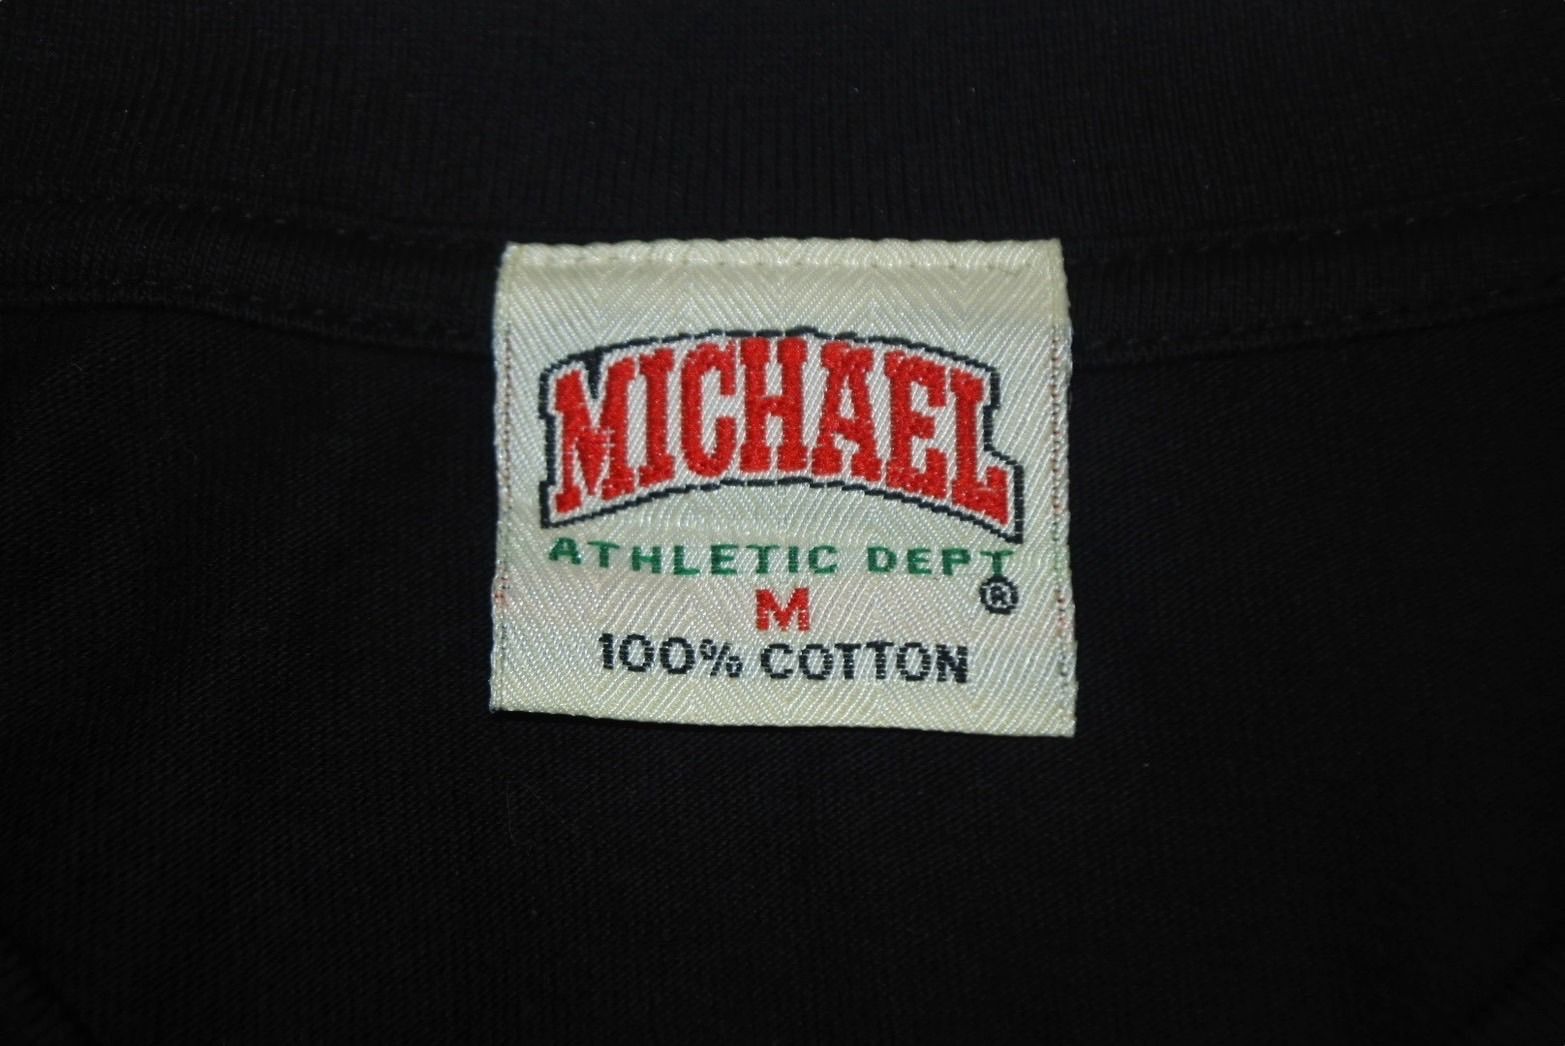 MICHAEL
ATHLETIC DEPT
®
M
100% COTTON